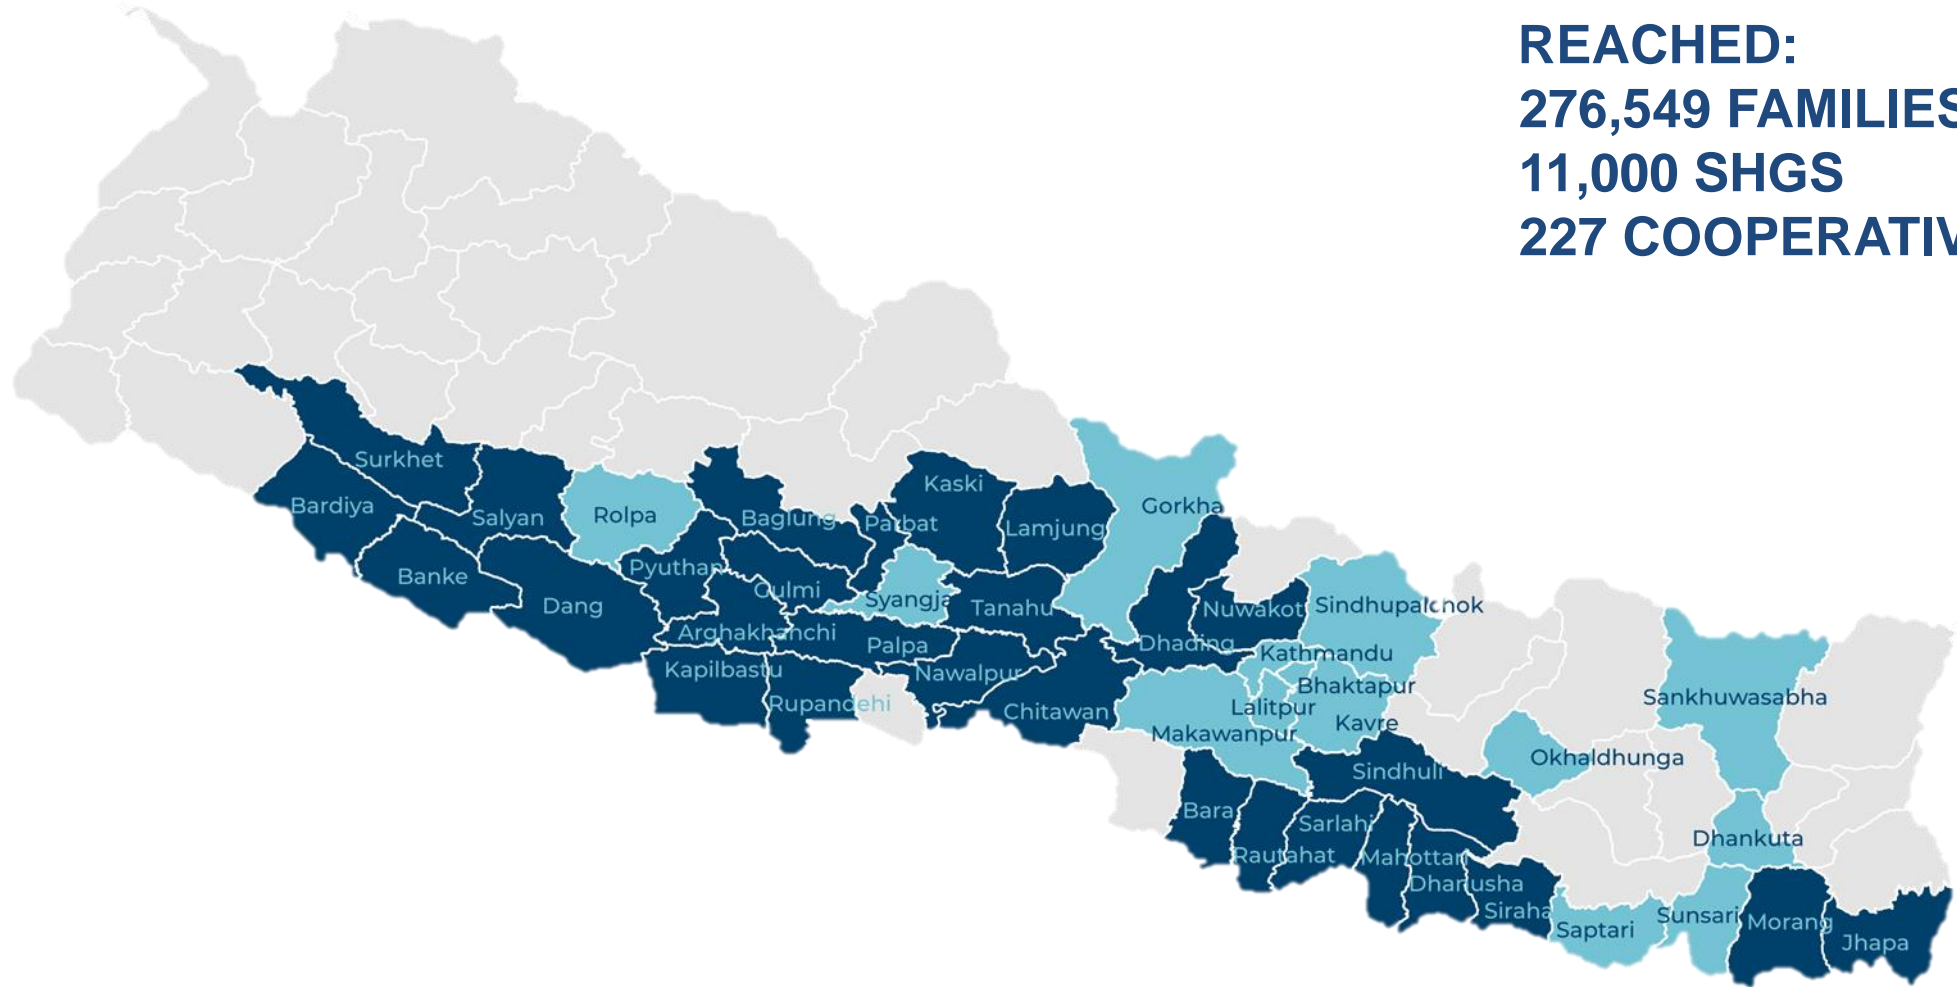 REACHED:
276,549 FAMILIES
11,000 SHGS
227 COOPERATIV
Surkhet
Kaski
Bardiya
Salyan
Rolpa
Baglung
Parbat
Lamjung
Gorkha
Banke
Pyuthan
Gulmi
Syangja
Tanahu
Nuwakot
Sindhupalchok
Dang
Arghakhanchi
Palpa
Dhading
Kathmandu
Kapilbastu
Nawalpur
Bhaktapur
Sankhuwasabha
Rupandehi
Chitawan
Lalitpur
Kavre
Makawanpur
Okhaldhunga
Sindhuli
Bara
Sarlahi
Dhankuta
Rautahat
Mahottari
Dhanusha
Siraha
Sunsari
Morang
Saptari
Jhapa